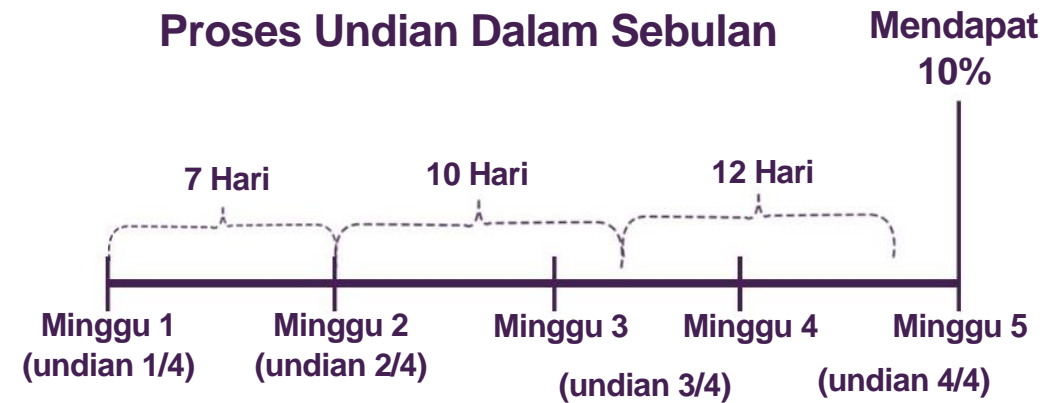 Proses Undian Dalam Sebulan
Mendapat
10%
7 Hari
10 Hari
12 Hari
Minggu 1
(undian 1/4)
Minggu 2
(undian 2/4)
Minggu 3
(undian 3/4)
Minggu 4
Minggu 5
(undian 4/4)